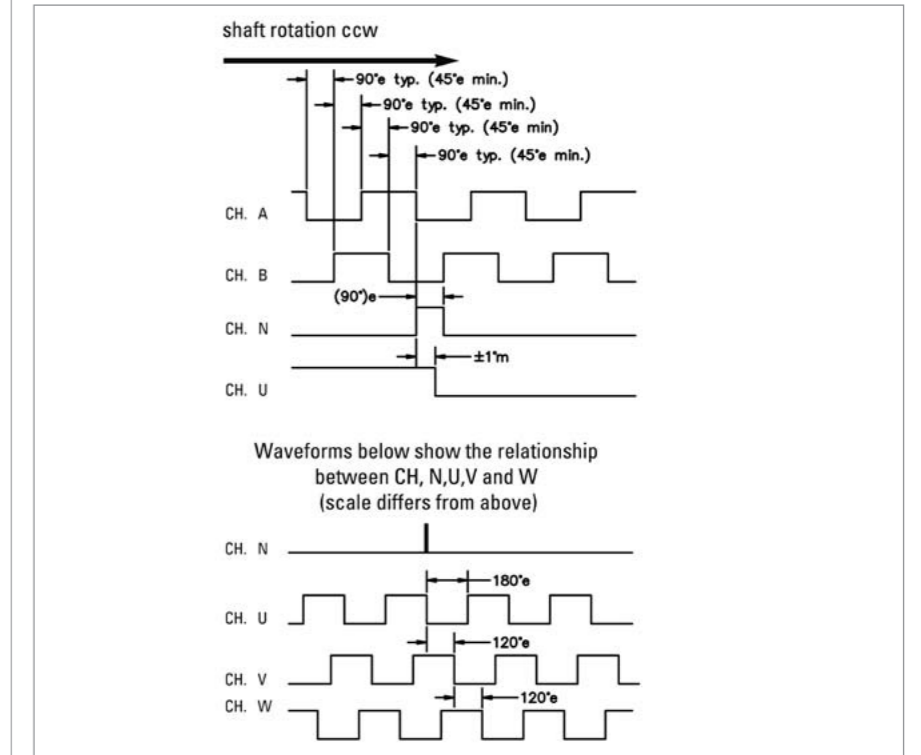 shaft rotation ccw
90°e typ. (45°e min.)
90°e typ. (45°e min.)
90°e typ. (45°e min)
90°e typ. (45°e min.)
CH. A
CH. B
(90°)e
CH. N
±1°m
CH. U
Waveforms below show the relationship
between CH, N,U,V and W
(scale differs from above)
CH. N
180°e
CH. U
120°e
CH. V
120°e
CH. W